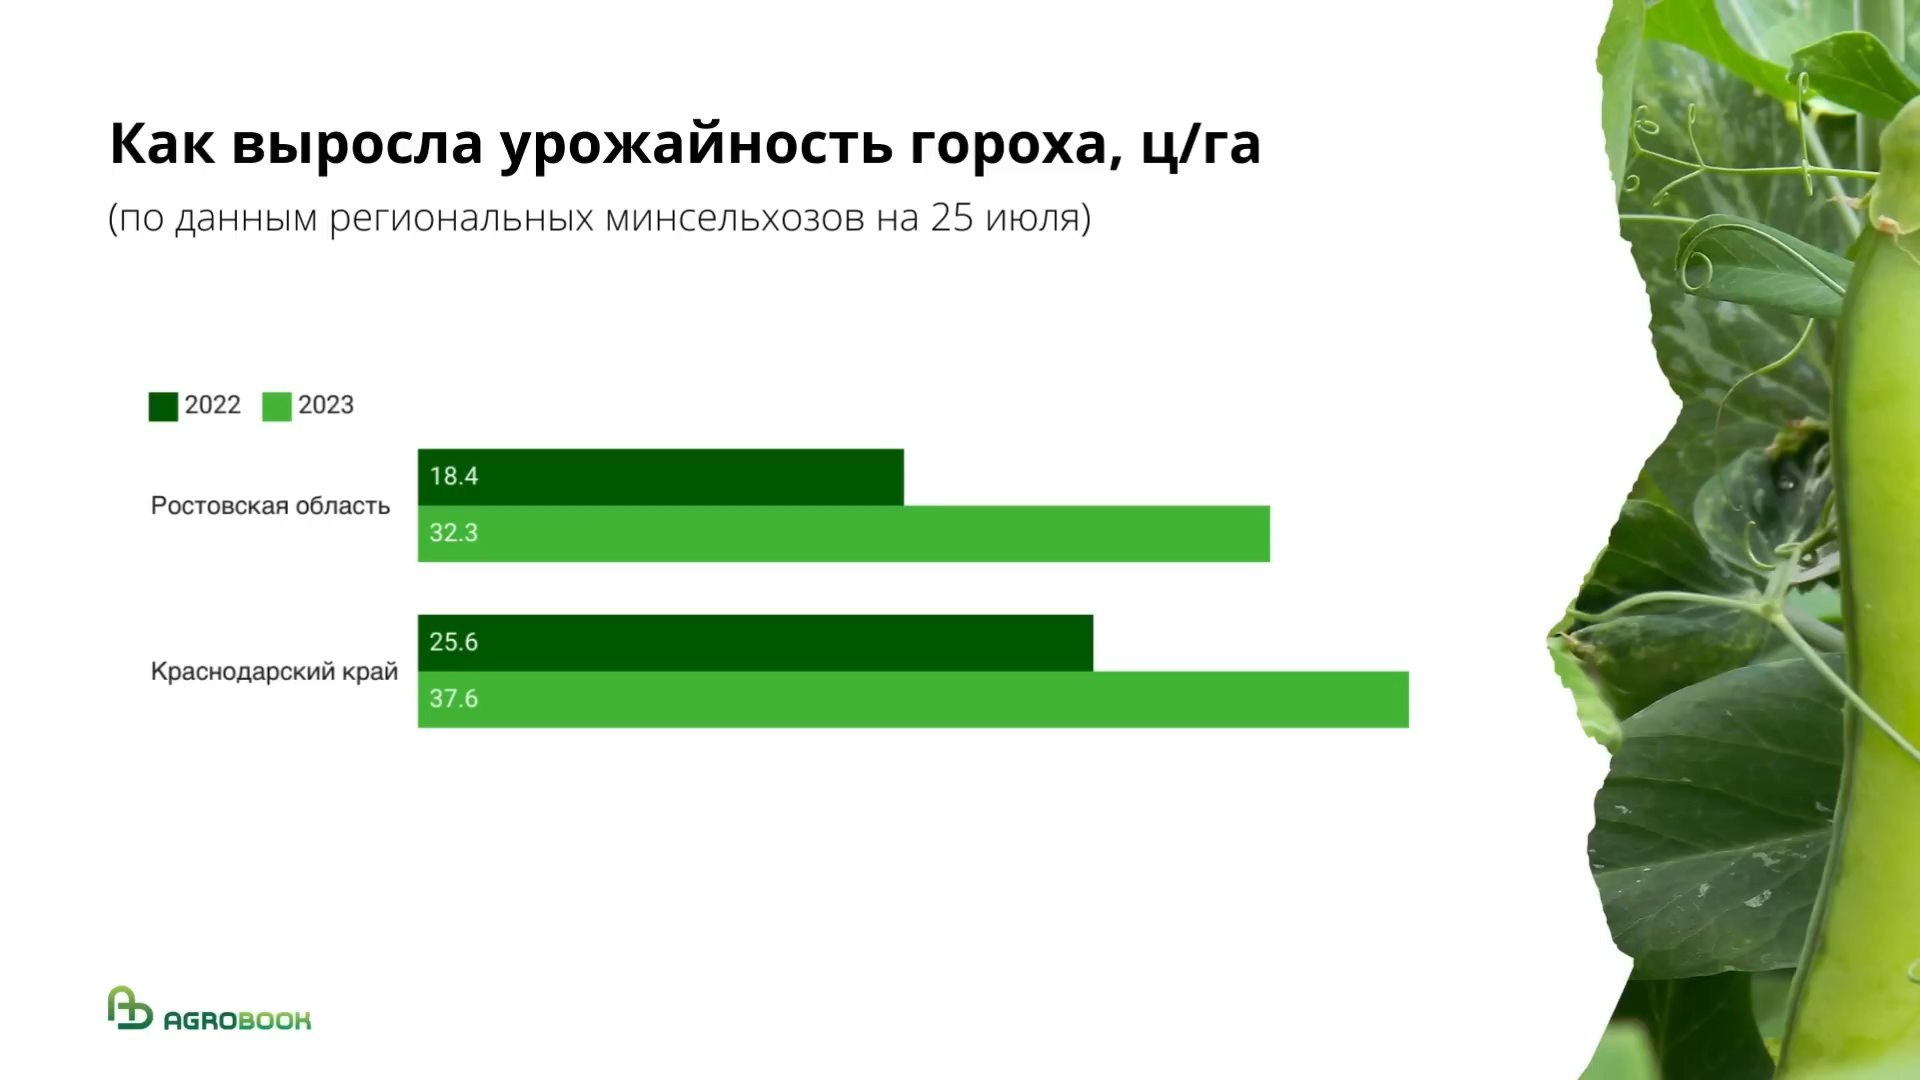 Как выросла урожайность гороха, ц/га
(по данным региональных минсельхозов на 25 июля)
2022 2023
Ростовская область
18.4
32.3
Краснодарский край
25.6
37.6
AGROBOOK